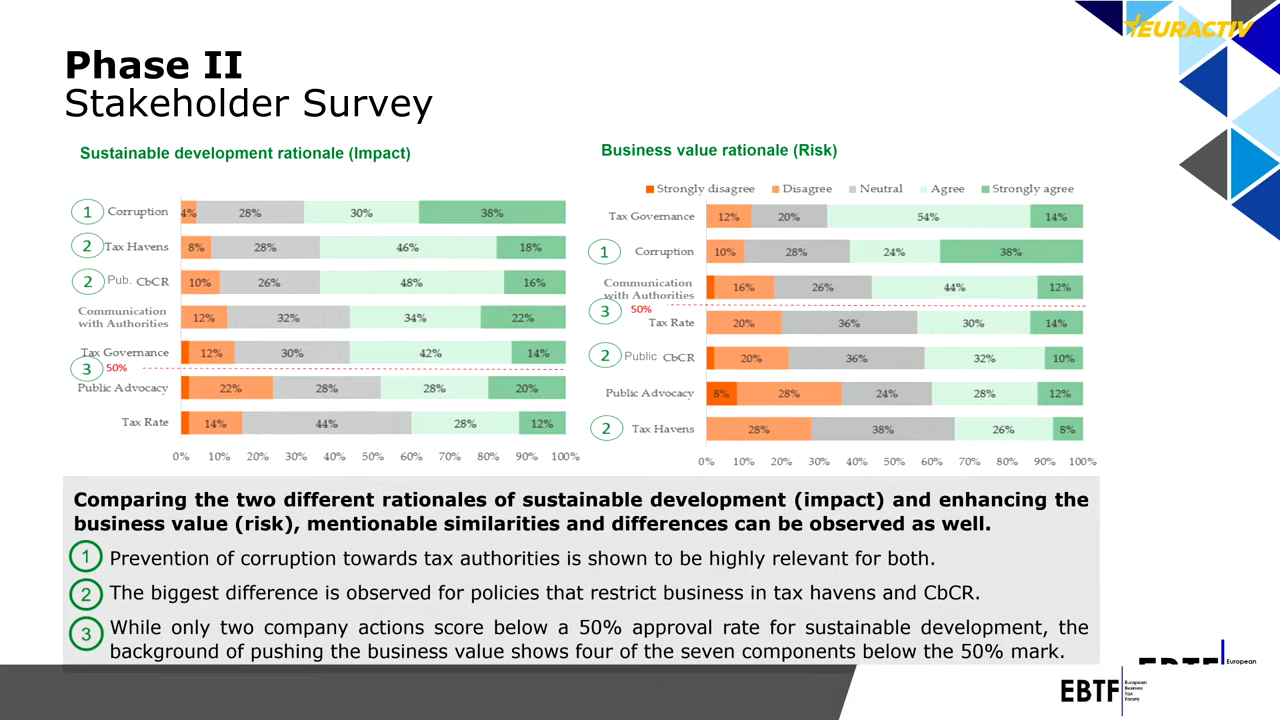 EURACTIV
Phase II
Stakeholder Survey
Sustainable development rationale (Impact)
1 Corruption 4% 28% 30% 38%
2 Tax Havens 8% 28% 46% 18%
2 Pub. CbCR 10% 26% 48% 16%
Communication
with Authorities 12% 32% 34% 22%
Tax Governance 12% 30% 42% 14%
3 50%
Public Advocacy 22% 28% 28% 20%
Tax Rate 14% 44% 28% 12%
0% 10% 20% 30% 40% 50% 60% 70% 80% 90% 100%
Business value rationale (Risk)
Strongly disagree Disagree Neutral Agree Strongly agree
Tax Governance 12% 20% 54% 14%
1 Corruption 10% 28% 24% 38%
Communication
with Authorities 16% 26% 44% 12%
3 50%
Tax Rate 20% 36% 30% 14%
2 Public CbCR 20% 36% 32% 10%
Public Advocacy 8% 28% 24% 28% 12%
2 Tax Havens 28% 38% 26% 8%
0% 10% 20% 30% 40% 50% 60% 70% 80% 90% 100%
Comparing the two different rationales of sustainable development (impact) and enhancing the
business value (risk), mentionable similarities and differences can be observed as well.
1 Prevention of corruption towards tax authorities is shown to be highly relevant for both.
2 The biggest difference is observed for policies that restrict business in tax havens and CbCR.
3 While only two company actions score below a 50% approval rate for sustainable development, the
background of pushing the business value shows four of the seven components below the 50% mark.
EBTF European
EBTF
European
Business
Tax
Forum